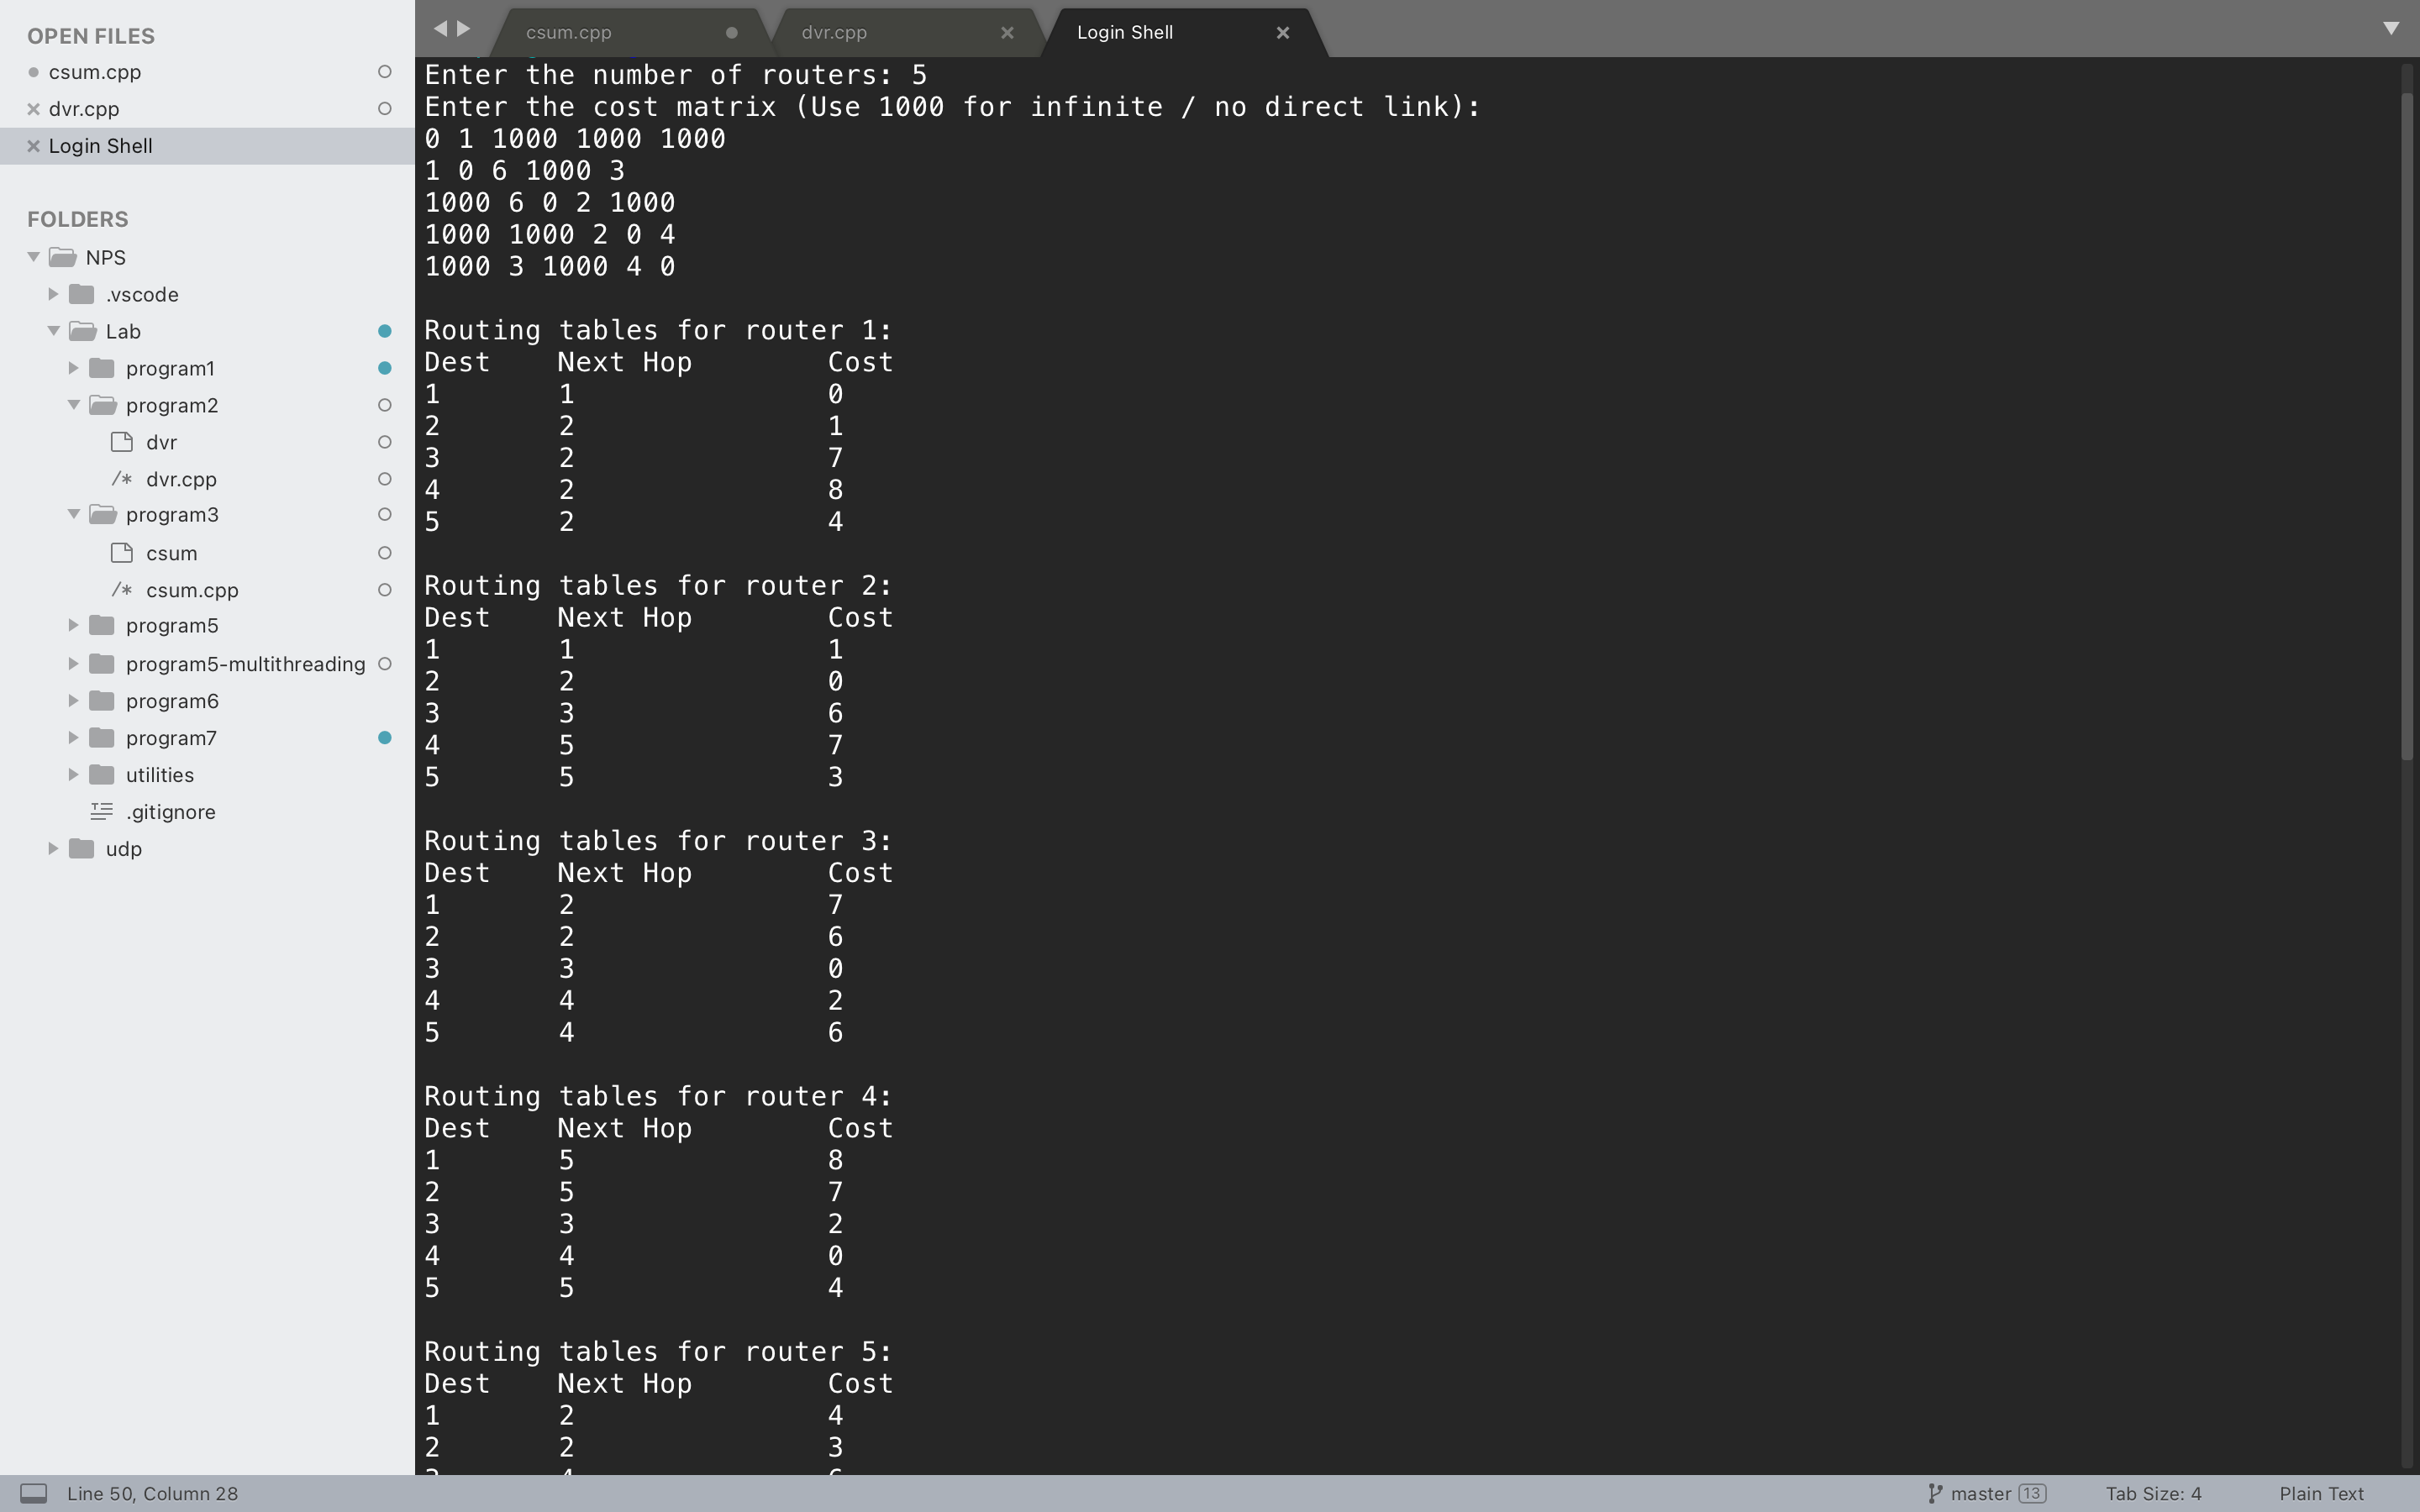 OPEN FILES
csum.cpp
dvr.cpp
Login Shell
FOLDERS
NPS
.vscode
Lab
program1
program2
dvr
/* dvr.cpp
program3
csum
/* csum.cpp
program5
program5-multithreading
program6
program7
utilities
.gitignore
udp
csum.cpp
dvr.cpp
Login Shell
Enter the number of routers: 5
Enter the cost matrix (Use 1000 for infinite / no direct link):
0 1 1000 1000 1000
1 0 6 1000 3
1000 6 0 2 1000
1000 1000 2 0 4
1000 3 1000 4 0
Routing tables for router 1:
Dest Next Hop Cost
1 1 0
2 2 1
3 2 7
4 2 8
5 2 4
Routing tables for router 2:
Dest Next Hop Cost
1 1 1
2 2 0
3 3 6
4 5 7
5 5 3
Routing tables for router 3:
Dest Next Hop Cost
1 2 7
2 2 6
3 3 0
4 4 2
5 4 6
Routing tables for router 4:
Dest Next Hop Cost
1 5 8
2 5 7
3 3 2
4 4 0
5 5 4
Routing tables for router 5:
Dest Next Hop Cost
1 2 4
2 2 3
Line 50, Column 28
master 13
Tab Size: 4
Plain Text